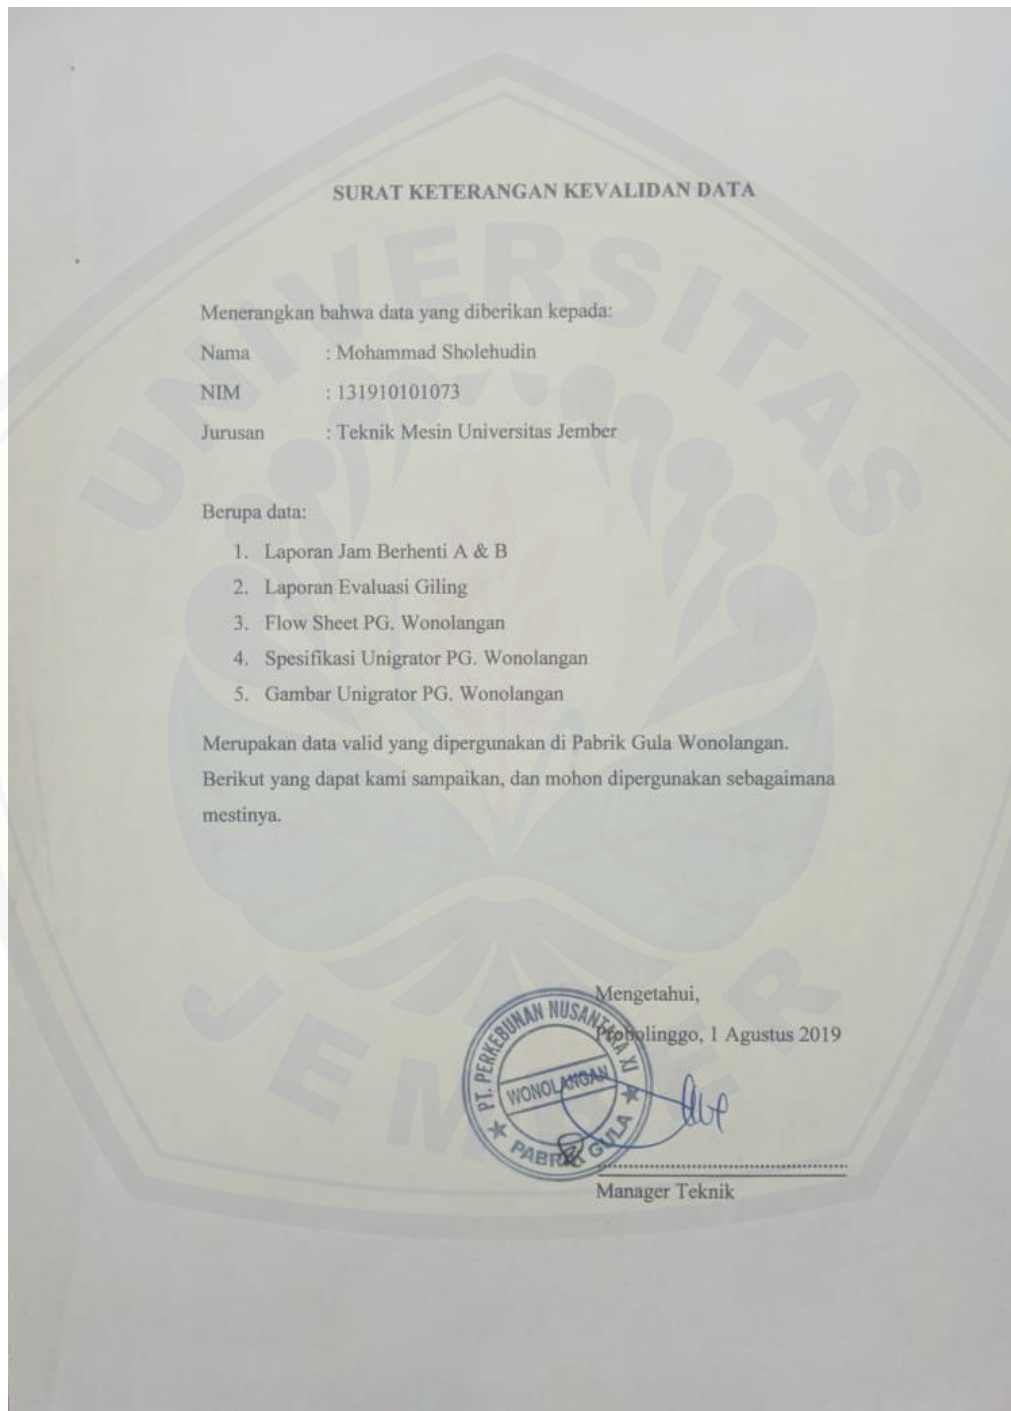 SURAT KETERANGAN KEVALIDAN DATA
Menerangkan bahwa data yang diberikan kepada:
Nama : Mohammad Sholehudin
NIM : 131910101073
Jurusan : Teknik Mesin Universitas Jember
Berupa data:
1. Laporan Jam Berhenti A & B
2. Laporan Evaluasi Giling
3. Flow Sheet PG. Wonolangan
4. Spesifikasi Unigrator PG. Wonolangan
5. Gambar Unigrator PG. Wonolangan
Merupakan data valid yang dipergunakan di Pabrik Gula Wonolangan.
Berikut yang dapat kami sampaikan, dan mohon dipergunakan sebagaimana
mestinya.
Mengetahui,
Probolinggo, 1 Agustus 2019
PT. PERKEBUNAN NUSANTARA XI
WONOLANGAN
PABRIK GULA
Manager Teknik
UNIVERSITAS
JEMBER